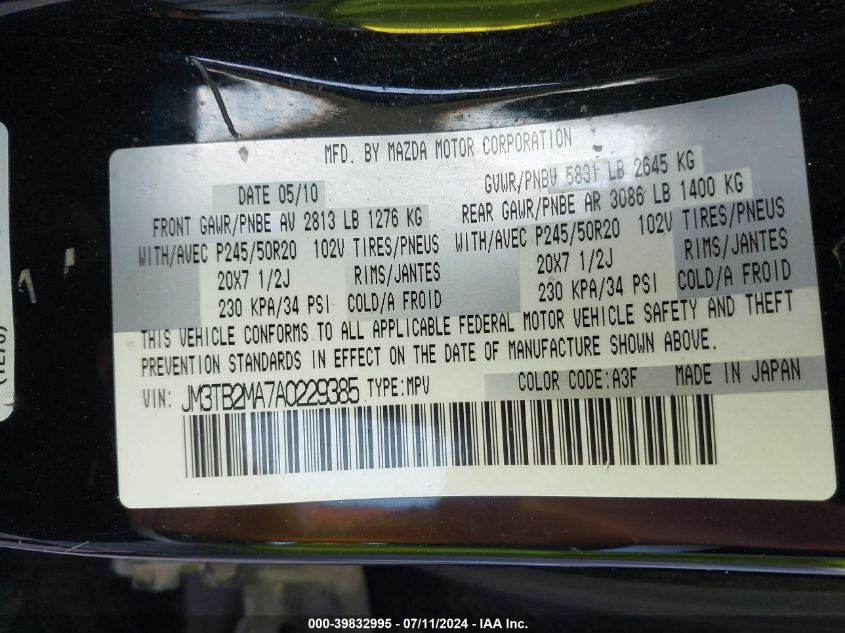 MFD. BY MAZDA MOTOR CORPORATION
DATE 05/10
GVWR/PNBV 5831 LB 2645 KG
FRONT GAWR/PNBE AV 2813 LB 1276 KG
REAR GAWR/PNBE AR 3086 LB 1400 KG
WITH/AVEC P245/50R20 102V TIRES/PNEUS
WITH/AVEC P245/50R20 102V TIRES/PNEUS
20X7 1/2J RIMS/JANTES
20X7 1/2J RIMS/JANTES
230 KPA/34 PSI COLD/A FROID
230 KPA/34 PSI COLD/A FROID
THIS VEHICLE CONFORMS TO ALL APPLICABLE FEDERAL MOTOR VEHICLE SAFETY AND THEFT
PREVENTION STANDARDS IN EFFECT ON THE DATE OF MANUFACTURE SHOWN ABOVE.
VIN: JM3TB2MA7A0229385 TYPE:MPV COLOR CODE:A3F MADE IN JAPAN
000-39832995 - 07/11/2024 - IAA Inc.